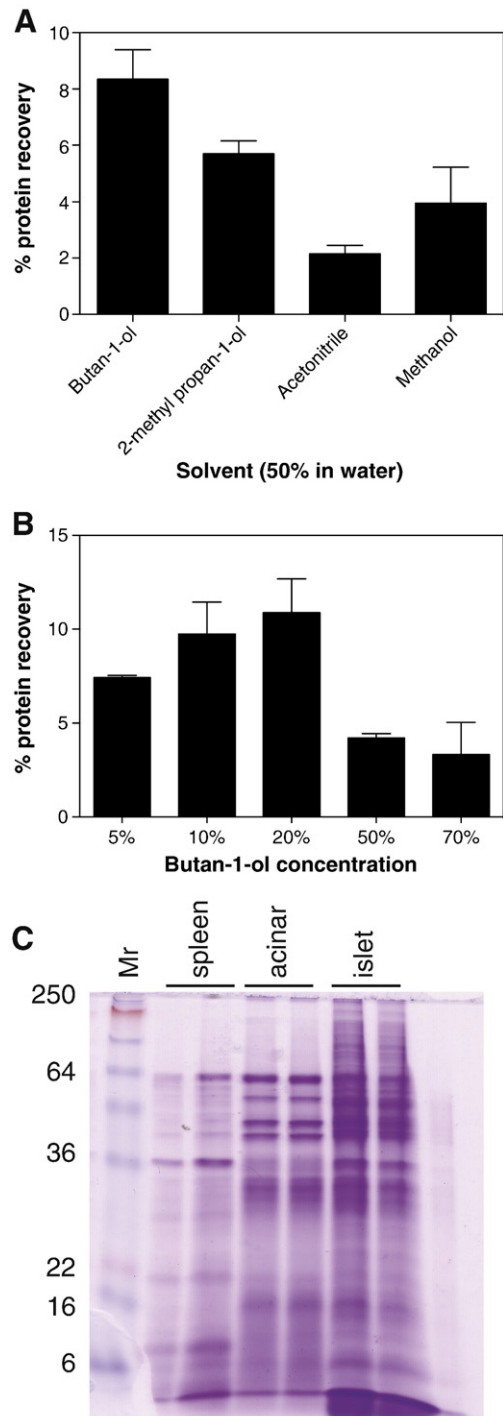 A
% protein recovery
10
8
6
4
2
0
Butan-1-ol
2-methyl propan-1-ol
Acetonitrile
Methanol
Solvent (50% in water)
B
% protein recovery
15
10
5
0
5% 10% 20% 50% 70%
Butan-1-ol concentration
C
Mr spleen acinar islet
250
64
36
22
16
6